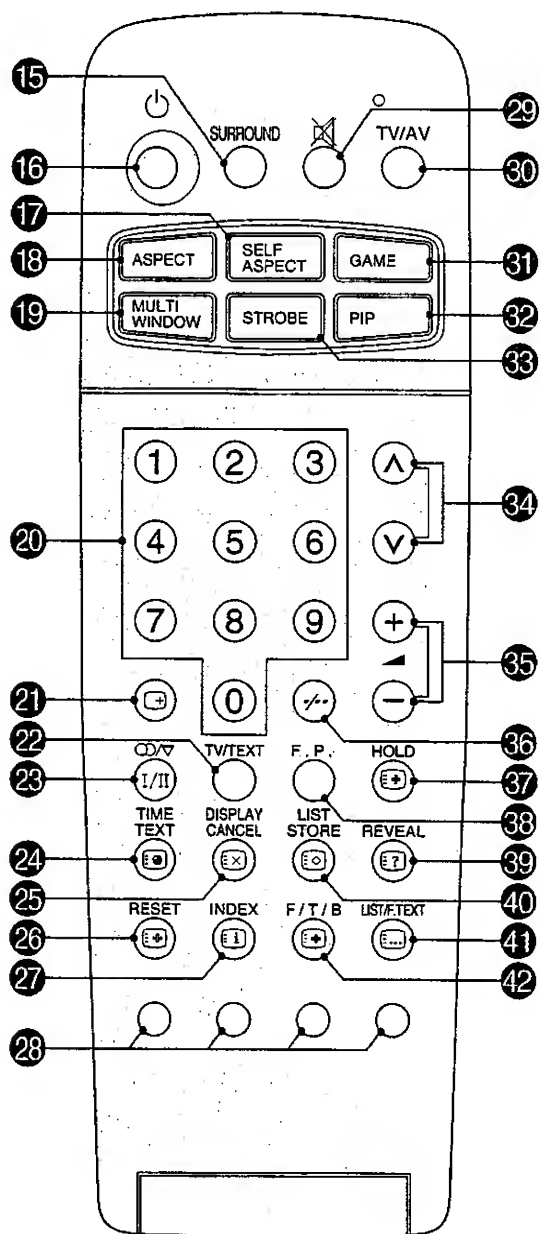 15
SURROUND
TV/AV
29
16
30
17
18
ASPECT
SELF
ASPECT
GAME
31
19
MULTI
WINDOW
STROBE
PIP
32
33
1 2 3
20
4 5 6
34
7 8 9
+
35
21
0
-/--
−
36
22
23
I/II
TV/TEXT
F.P.
HOLD
37
38
TIME
TEXT
DISPLAY
CANCEL
LIST
STORE
REVEAL
24
?
39
25
40
RESET
INDEX
F/T/B
LIST/F.TEXT
26
i
...
41
27
42
28